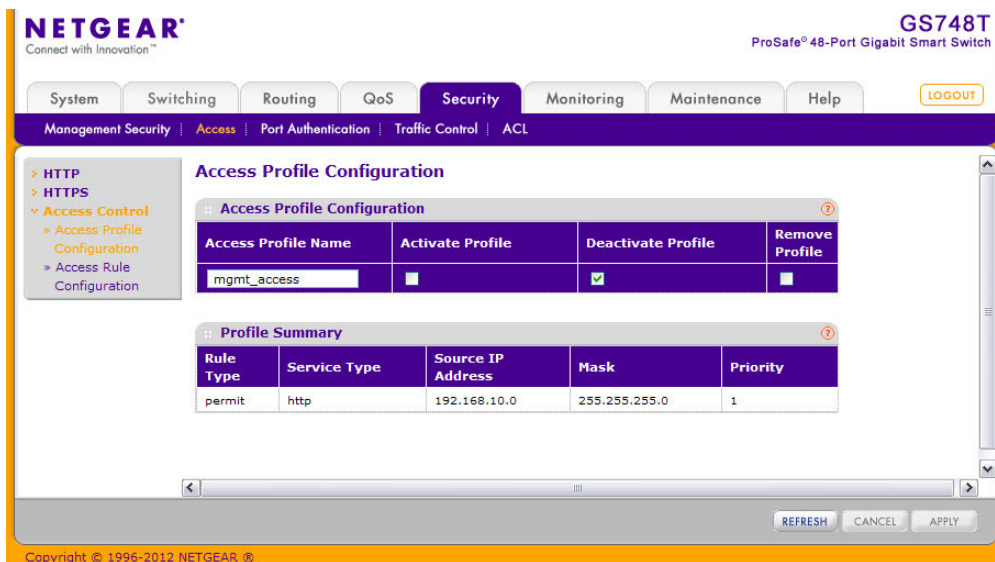 NETGEAR®
Connect with Innovation™
GS748T
ProSafe® 48-Port Gigabit Smart Switch
System Switching Routing QoS Security Monitoring Maintenance Help LOGOUT
Management Security | Access | Port Authentication | Traffic Control | ACL
HTTP
HTTPS
Access Control
Access Profile
Configuration
Access Rule
Configuration
Access Profile Configuration
Access Profile Configuration
Access Profile Name Activate Profile Deactivate Profile Remove Profile
mgmt_access
Profile Summary
Rule Type Service Type Source IP Address Mask Priority
permit http 192.168.10.0 255.255.255.0 1
REFRESH CANCEL APPLY
Copyright © 1996-2012 NETGEAR ®